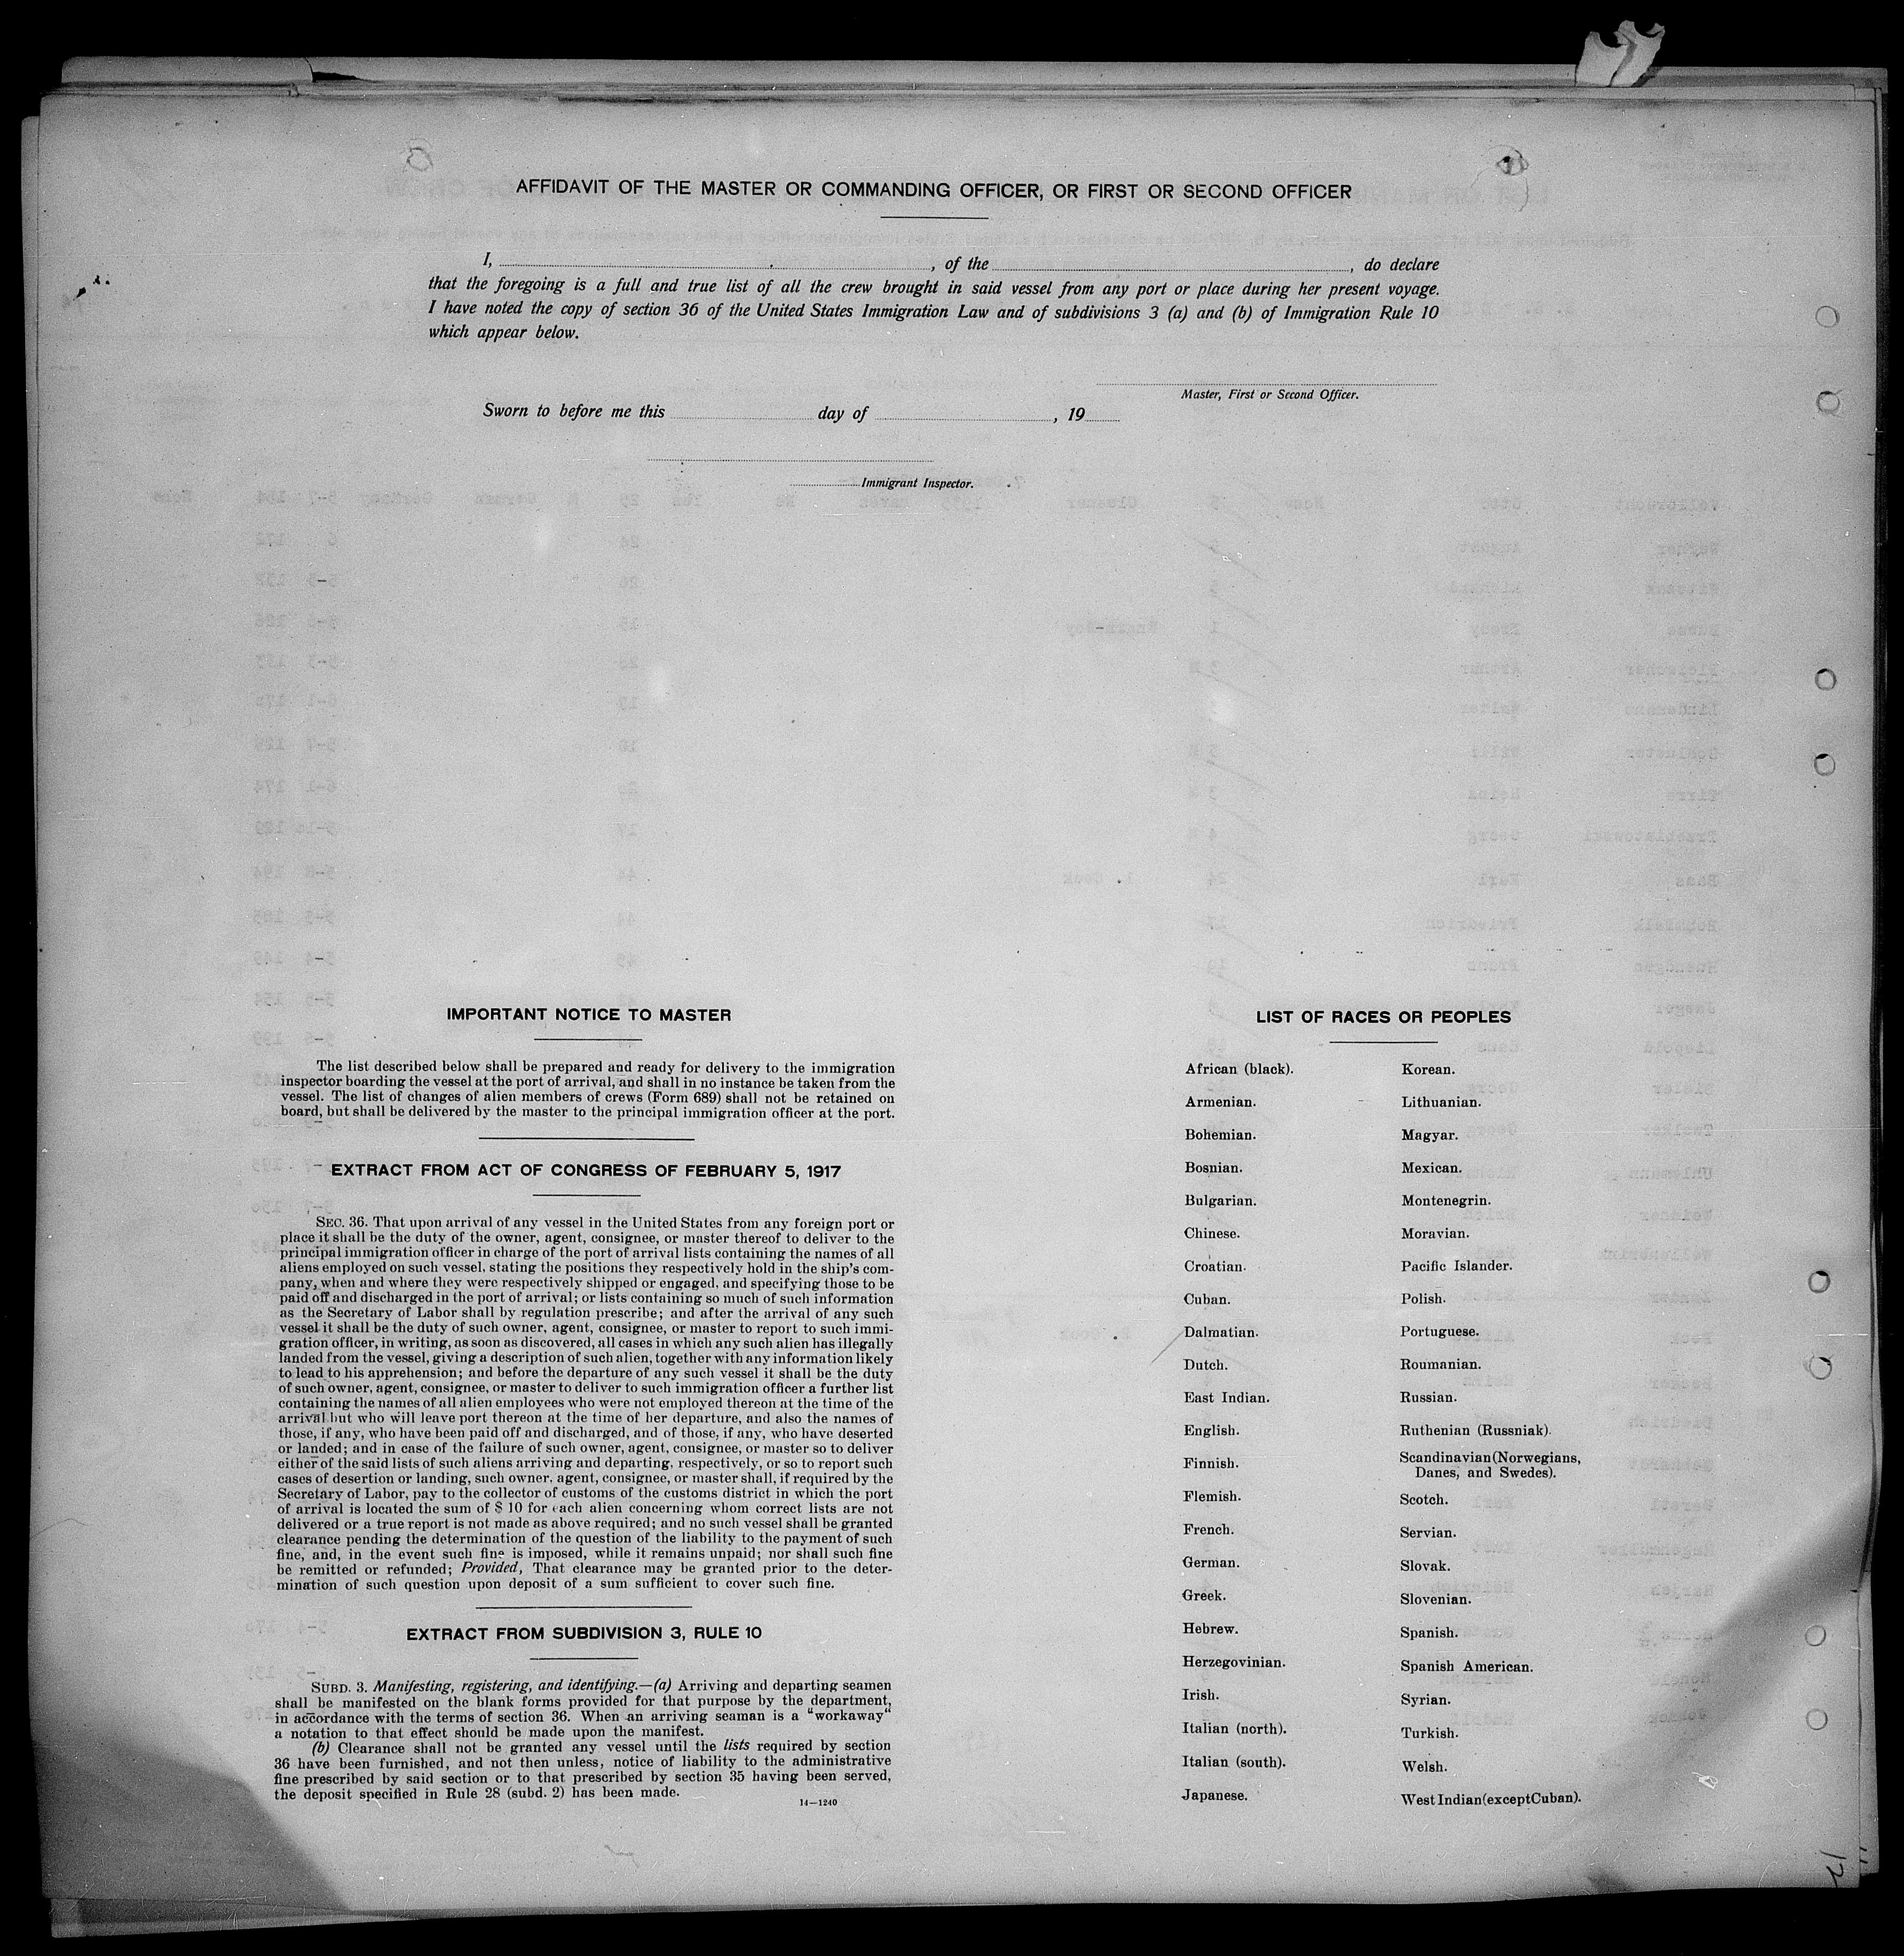 AFFIDAVIT OF THE MASTER OR COMMANDING OFFICER, OR FIRST OR SECOND OFFICER
I, , of the , do declare
that the foregoing is a full and true list of all the crew brought in said vessel from any port or place during her present voyage.
I have noted the copy of section 36 of the United States Immigration Law and of subdivisions 3 (a) and (b) of Immigration Rule 10
which appear below.
Master, First or Second Officer.
Sworn to before me this day of , 19
Immigrant Inspector.
IMPORTANT NOTICE TO MASTER
The list described below shall be prepared and ready for delivery to the immigration
inspector boarding the vessel at the port of arrival, and shall in no instance be taken from the
vessel. The list of changes of alien members of crews (Form 689) shall not be retained on
board, but shall be delivered by the master to the principal immigration officer at the port.
EXTRACT FROM ACT OF CONGRESS OF FEBRUARY 5, 1917
SEC. 36. That upon arrival of any vessel in the United States from any foreign port or
place it shall be the duty of the owner, agent, consignee, or master thereof to deliver to the
principal immigration officer in charge of the port of arrival lists containing the names of all
aliens employed on such vessel, stating the positions they respectively hold in the ship's com-
pany, when and where they were respectively shipped or engaged, and specifying those to be
paid off and discharged in the port of arrival; or lists containing so much of such information
as the Secretary of Labor shall by regulation prescribe; and after the arrival of any such
vessel it shall be the duty of such owner, agent, consignee, or master to report to such immi-
gration officer, in writing, as soon as discovered, all cases in which any such alien has illegally
landed from the vessel, giving a description of such alien, together with any information likely
to lead to his apprehension; and before the departure of any such vessel it shall be the duty
of such owner, agent, consignee, or master to deliver to such immigration officer a further list
containing the names of all alien employees who were not employed thereon at the time of the
arrival but who will leave port thereon at the time of her departure, and also the names of
those, if any, who have been paid off and discharged, and of those, if any, who have deserted
or landed; and in case of the failure of such owner, agent, consignee, or master so to deliver
either of the said lists of such aliens arriving and departing, respectively, or so to report such
cases of desertion or landing, such owner, agent, consignee, or master shall, if required by the
Secretary of Labor, pay to the collector of customs of the customs district in which the port
of arrival is located the sum of $ 10 for each alien concerning whom correct lists are not
delivered or a true report is not made as above required; and no such vessel shall be granted
clearance pending the determination of the question of the liability to the payment of such
fine, and, in the event such fine is imposed, while it remains unpaid; nor shall such fine
be remitted or refunded; Provided, That clearance may be granted prior to the deter-
mination of such question upon deposit of a sum sufficient to cover such fine.
EXTRACT FROM SUBDIVISION 3, RULE 10
SUBD. 3. Manifesting, registering, and identifying.—(a) Arriving and departing seamen
shall be manifested on the blank forms provided for that purpose by the department,
in accordance with the terms of section 36. When an arriving seaman is a "workaway"
a notation to that effect should be made upon the manifest.
(b) Clearance shall not be granted any vessel until the lists required by section
36 have been furnished, and not then unless, notice of liability to the administrative
fine prescribed by said section or to that prescribed by section 35 having been served,
the deposit specified in Rule 28 (subd. 2) has been made.
14—1240
LIST OF RACES OR PEOPLES
African (black).
Armenian.
Bohemian.
Bosnian.
Bulgarian.
Chinese.
Croatian.
Cuban.
Dalmatian.
Dutch.
East Indian.
English.
Finnish.
Flemish.
French.
German.
Greek.
Hebrew.
Herzegovinian.
Irish.
Italian (north).
Italian (south).
Japanese.
Korean.
Lithuanian.
Magyar.
Mexican.
Montenegrin.
Moravian.
Pacific Islander.
Polish.
Portuguese.
Roumanian.
Russian.
Ruthenian (Russniak).
Scandinavian (Norwegians,
Danes, and Swedes).
Scotch.
Servian.
Slovak.
Slovenian.
Spanish.
Spanish American.
Syrian.
Turkish.
Welsh.
West Indian (except Cuban).